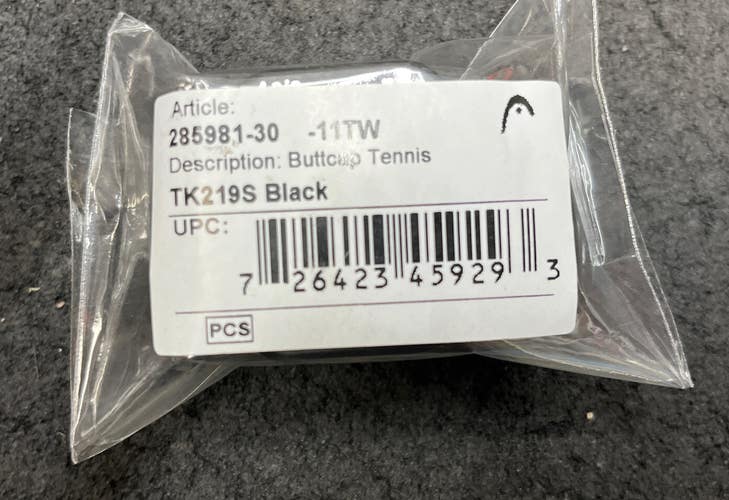 Article:
285981-30 -11TW
Description: Buttcap Tennis
TK219S Black
UPC:
7 26423 45929 3
PCS